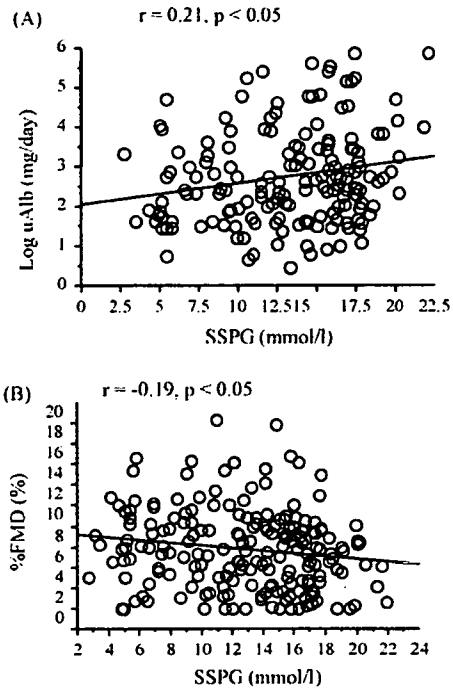 (A)
r = 0.21, p < 0.05
Log uAlb (mg/day)
6
5
4
3
2
1
0
0 2.5 5 7.5 10 12.5 15 17.5 20 22.5
SSPG (mmol/l)
(B)
r = -0.19, p < 0.05
%FMD (%)
20
18
16
14
12
10
8
6
4
2
0
2 4 6 8 10 12 14 16 18 20 22 24
SSPG (mmol/l)